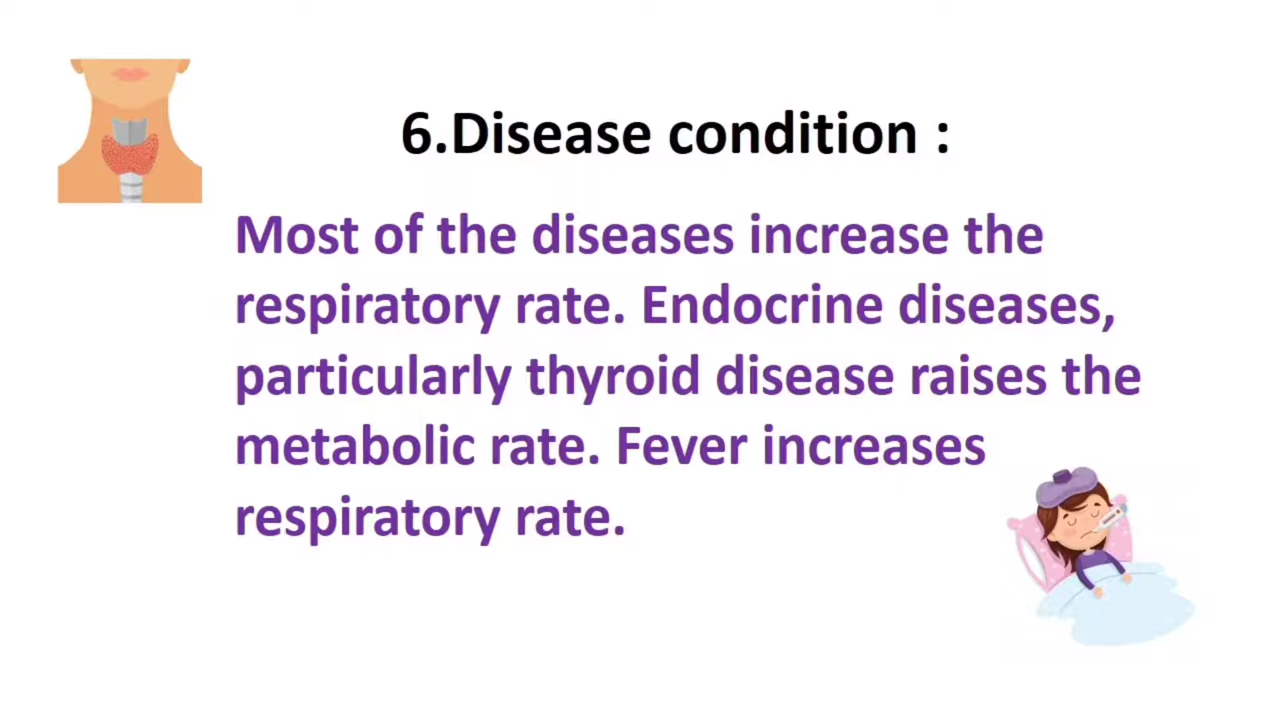 6.Disease condition :
Most of the diseases increase the
respiratory rate. Endocrine diseases,
particularly thyroid disease raises the
metabolic rate. Fever increases
respiratory rate.